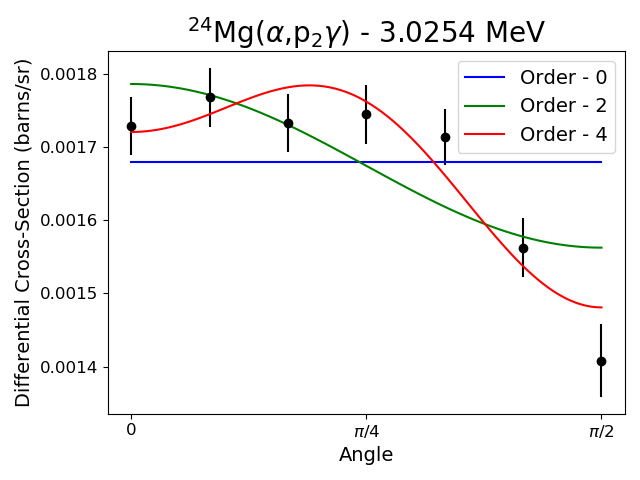 ²⁴Mg(α,p₂γ) - 3.0254 MeV
Order - 0
Order - 2
Order - 4
Differential Cross-Section (barns/sr)
0.0018
0.0017
0.0016
0.0015
0.0014
0
π/4
π/2
Angle